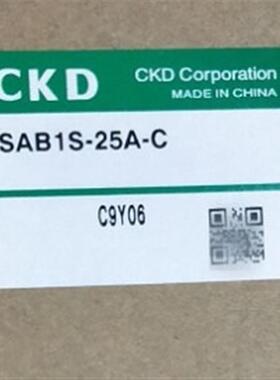 CKD
CKD Corporation
MADE IN CHINA
SAB1S-25A-C
C9Y06